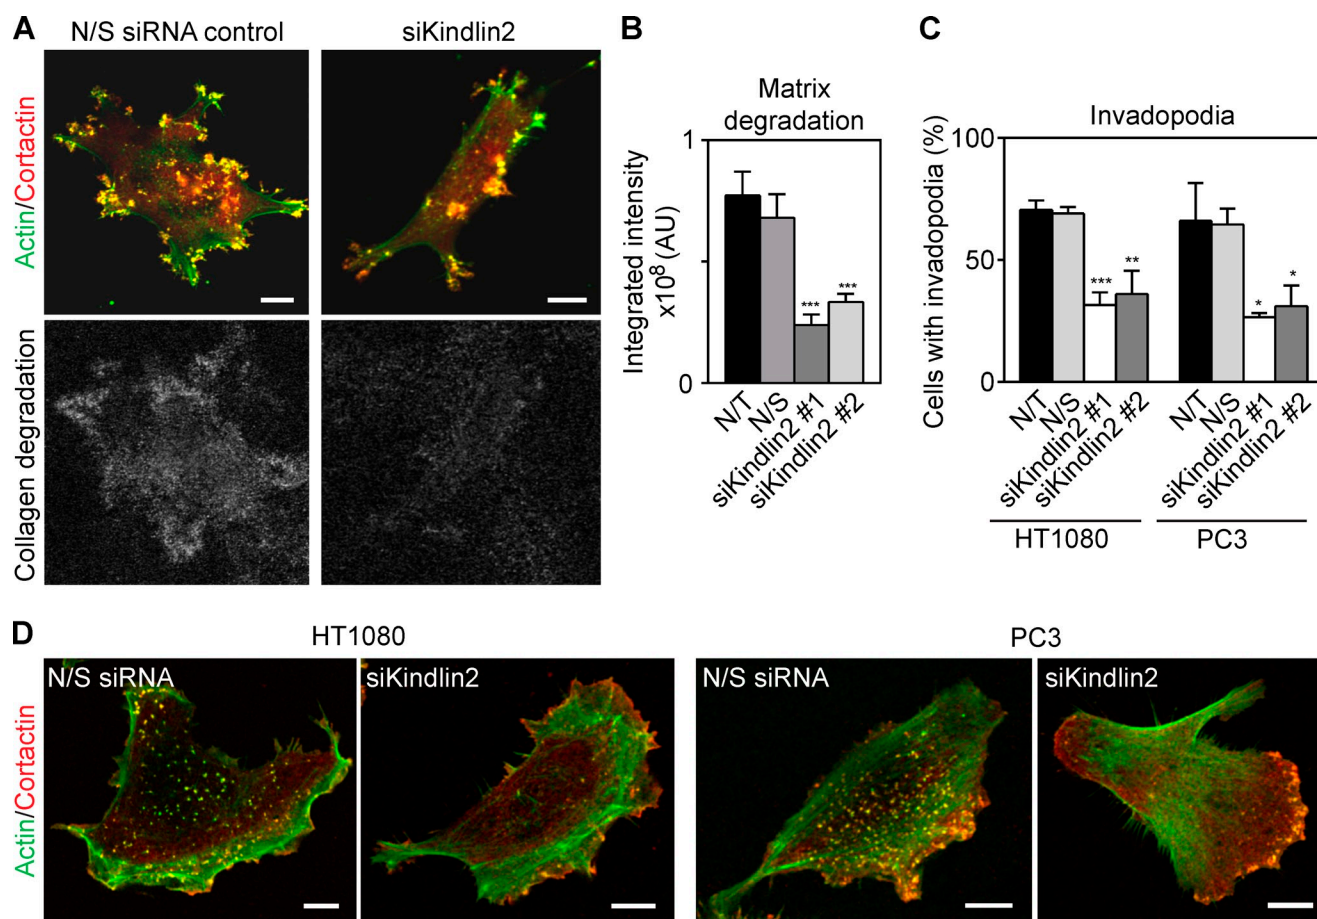 A
N/S siRNA control
siKindlin2
Actin/Cortactin
Collagen degradation
B
Matrix
degradation
Integrated intensity
x10⁸ (AU)
1
0
N/T
N/S
siKindlin2 #1
siKindlin2 #2
***
***
C
Invadopodia
Cells with invadopodia (%)
100
50
0
***
**
*
*
N/T
N/S
siKindlin2 #1
siKindlin2 #2
N/T
N/S
siKindlin2 #1
siKindlin2 #2
HT1080
PC3
D
HT1080
PC3
Actin/Cortactin
N/S siRNA
siKindlin2
N/S siRNA
siKindlin2